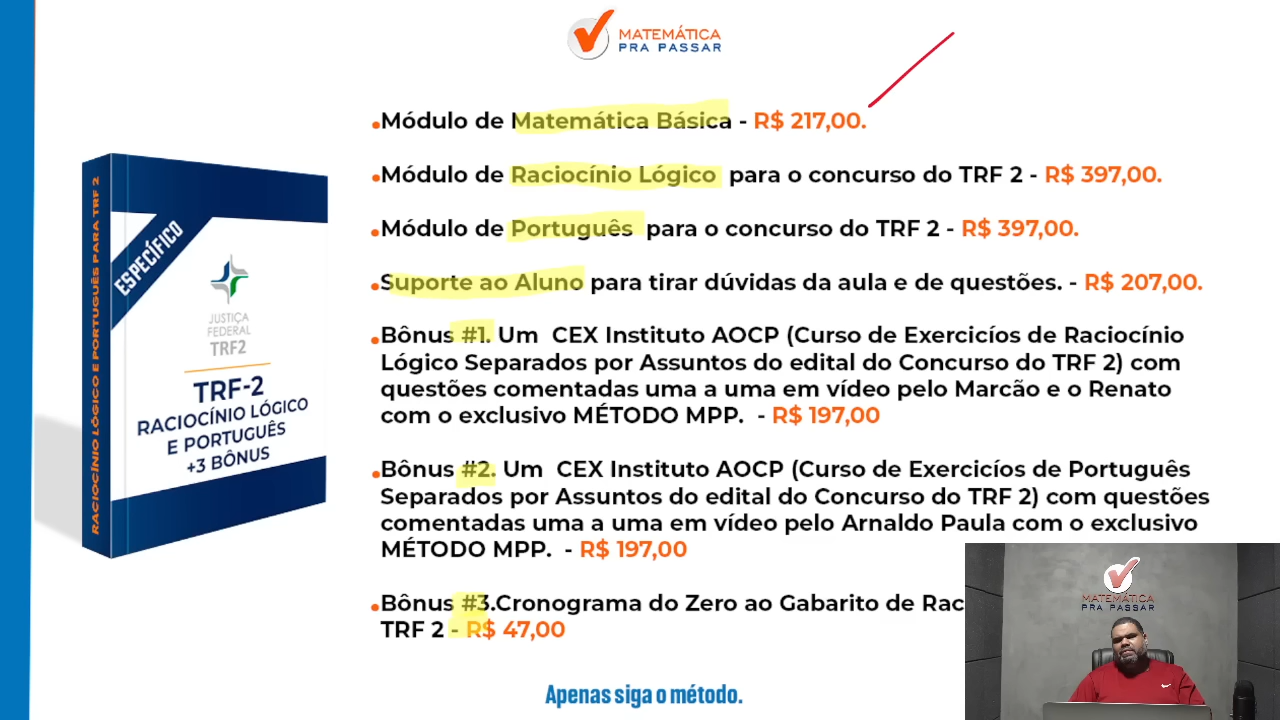 MATEMÁTICA
PRA PASSAR
•Módulo de Matemática Básica - R$ 217,00.
•Módulo de Raciocínio Lógico para o concurso do TRF 2 - R$ 397,00.
•Módulo de Português para o concurso do TRF 2 - R$ 397,00.
•Suporte ao Aluno para tirar dúvidas da aula e de questões. - R$ 207,00.
•Bônus #1. Um CEX Instituto AOCP (Curso de Exercicíos de Raciocínio
Lógico Separados por Assuntos do edital do Concurso do TRF 2) com
questões comentadas uma a uma em vídeo pelo Marcão e o Renato
com o exclusivo MÉTODO MPP. - R$ 197,00
•Bônus #2. Um CEX Instituto AOCP (Curso de Exercicíos de Português
Separados por Assuntos do edital do Concurso do TRF 2) com questões
comentadas uma a uma em vídeo pelo Arnaldo Paula com o exclusivo
MÉTODO MPP. - R$ 197,00
•Bônus #3.Cronograma do Zero ao Gabarito de Rac
TRF 2 - R$ 47,00
Apenas siga o método.
RACIOCÍNIO LÓGICO E PORTUGUÊS PARA TRF 2
ESPECÍFICO
JUSTIÇA
FEDERAL
TRF2
TRF-2
RACIOCÍNIO LÓGICO
E PORTUGUÊS
+3 BÔNUS
MATEMÁTICA
PRA PASSAR